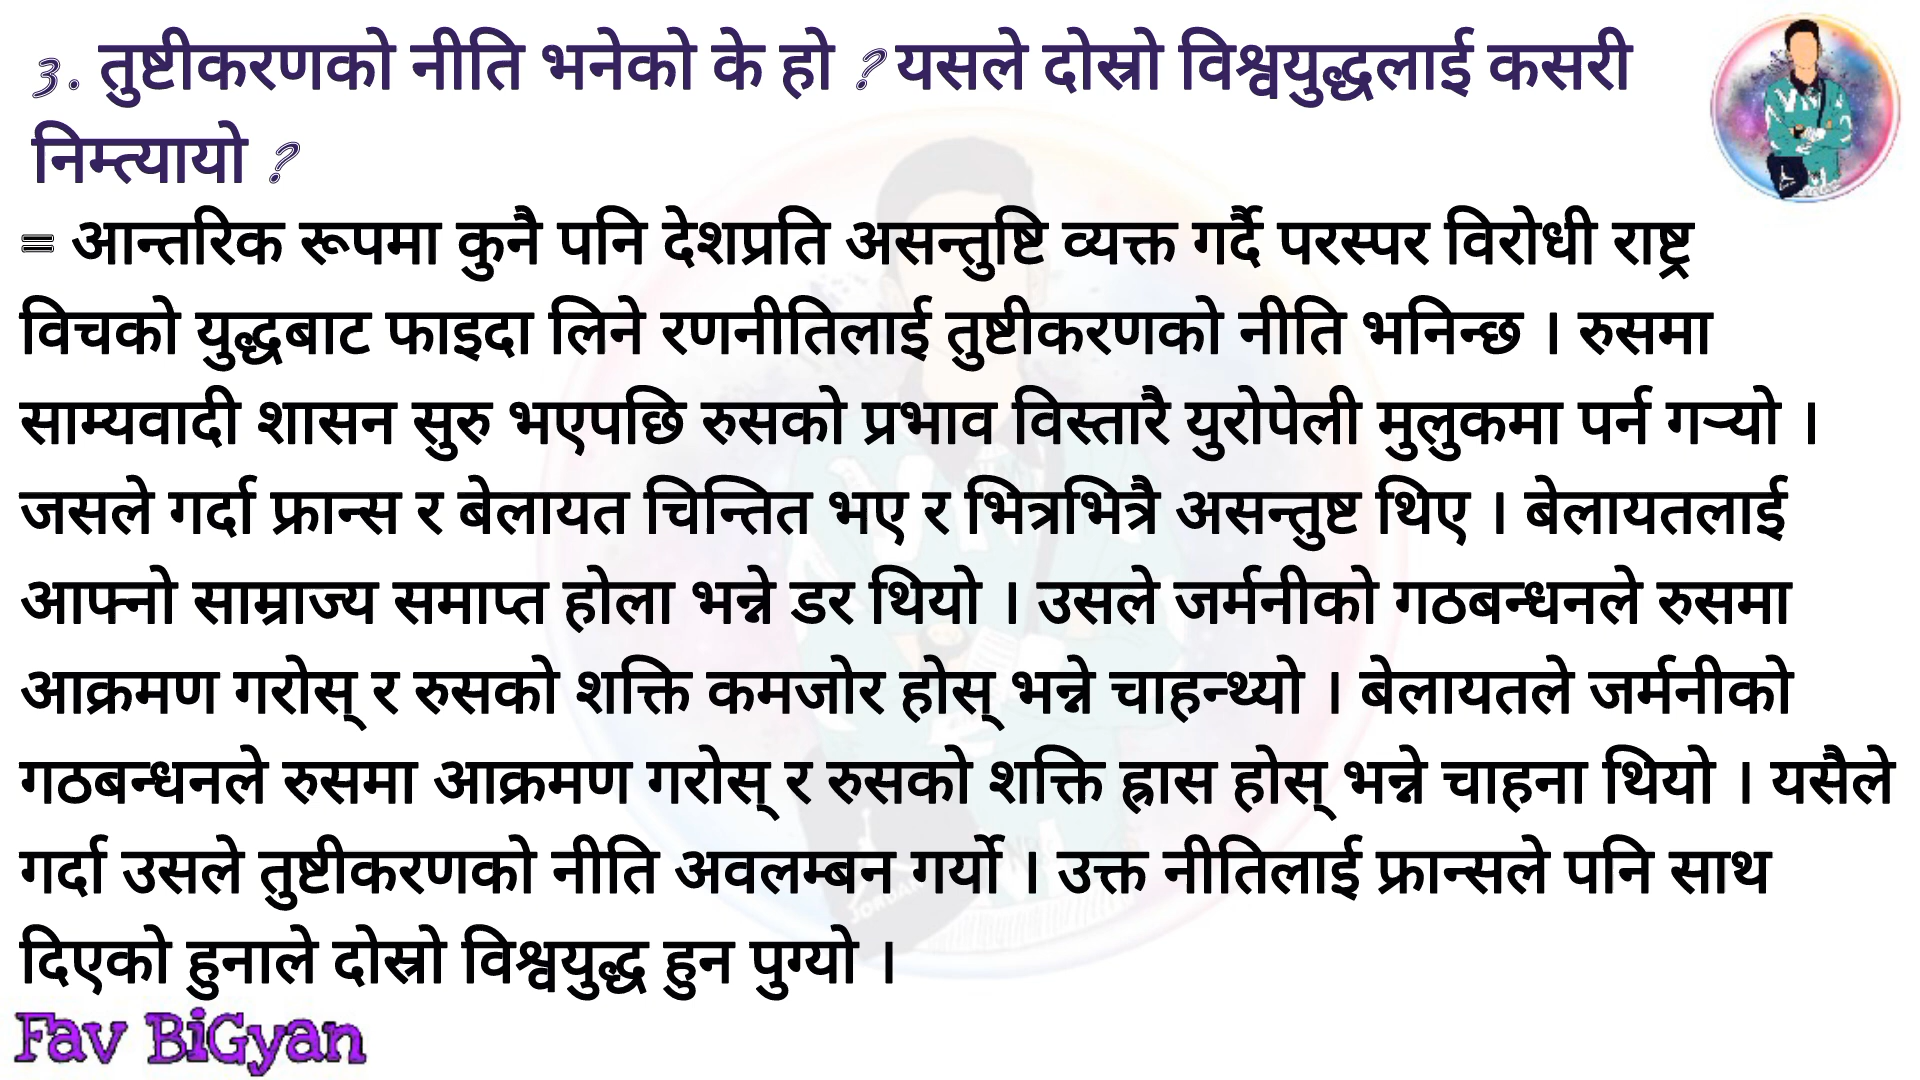 3. तुष्टीकरणको नीति भनेको के हो ? यसले दोस्रो विश्वयुद्धलाई कसरी
निम्त्यायो ?
= आन्तरिक रूपमा कुनै पनि देशप्रति असन्तुष्टि व्यक्त गर्दै परस्पर विरोधी राष्ट्र
विचको युद्धबाट फाइदा लिने रणनीतिलाई तुष्टीकरणको नीति भनिन्छ । रुसमा
साम्यवादी शासन सुरु भएपछि रुसको प्रभाव विस्तारै युरोपेली मुलुकमा पर्न गऱ्यो ।
जसले गर्दा फ्रान्स र बेलायत चिन्तित भए र भित्रभित्रै असन्तुष्ट थिए । बेलायतलाई
आफ्नो साम्राज्य समाप्त होला भन्ने डर थियो । उसले जर्मनीको गठबन्धनले रुसमा
आक्रमण गरोस् र रुसको शक्ति कमजोर होस् भन्ने चाहन्थ्यो । बेलायतले जर्मनीको
गठबन्धनले रुसमा आक्रमण गरोस् र रुसको शक्ति ह्रास होस् भन्ने चाहना थियो । यसैले
गर्दा उसले तुष्टीकरणको नीति अवलम्बन गर्यो । उक्त नीतिलाई फ्रान्सले पनि साथ
दिएको हुनाले दोस्रो विश्वयुद्ध हुन पुग्यो ।
Fav BiGyan